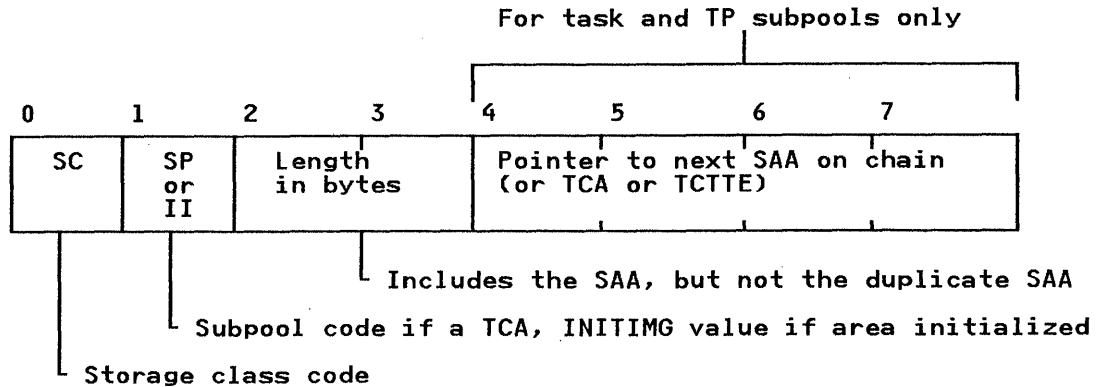 For task and TP subpools only
0 1 2 3 4 5 6 7
SC SP Length Pointer to next SAA on chain
or in bytes (or TCA or TCTTE)
II
Includes the SAA, but not the duplicate SAA
Subpool code if a TCA, INITIMG value if area initialized
Storage class code